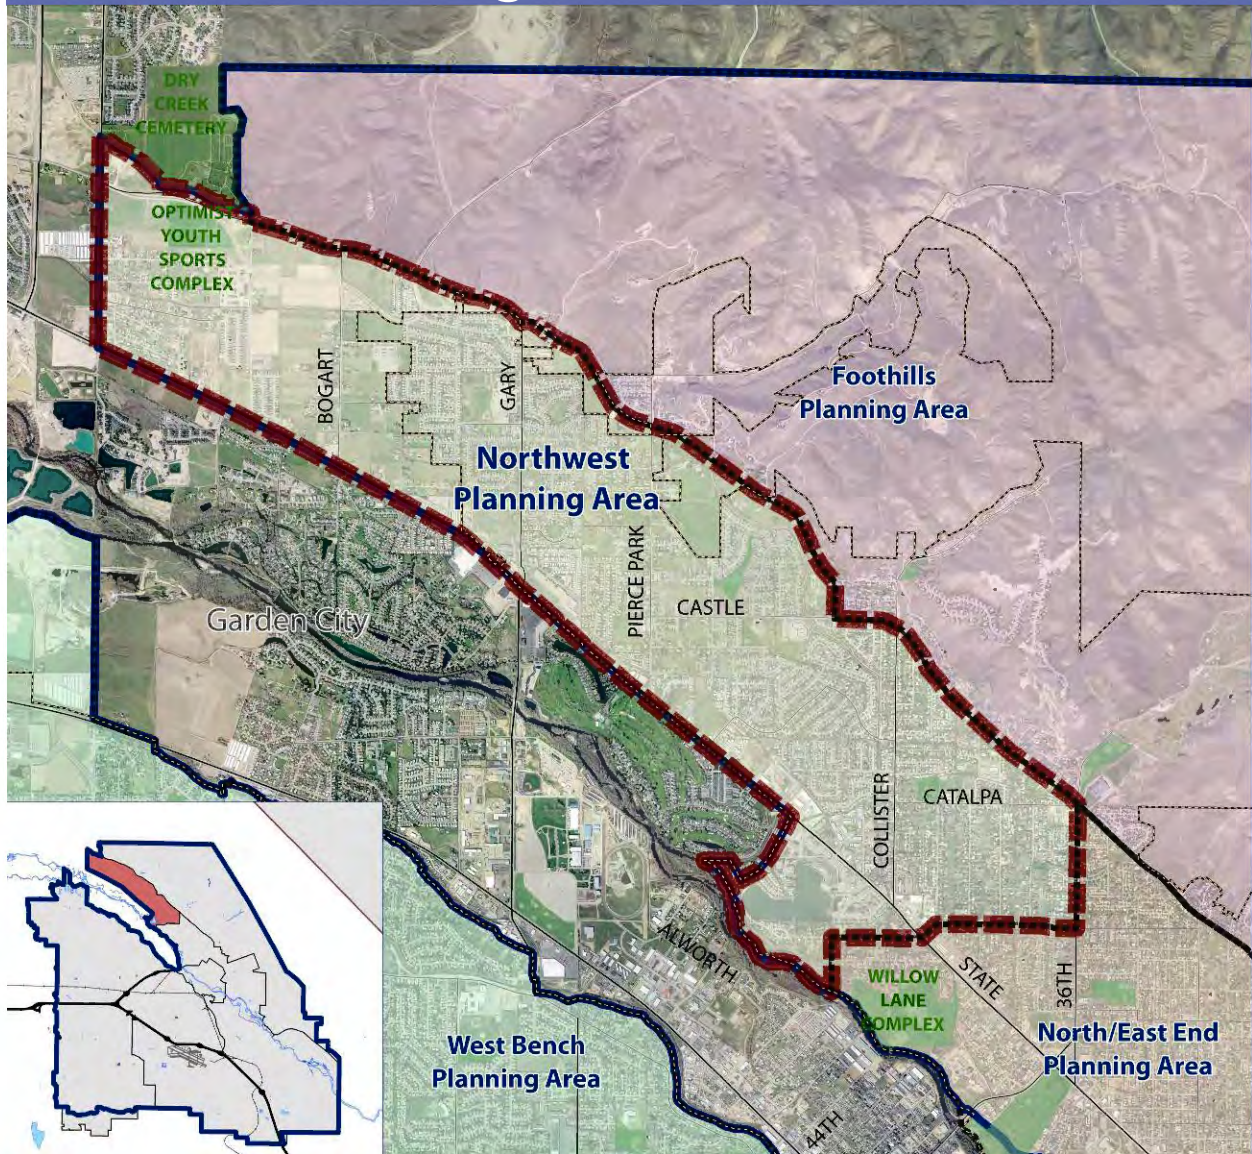 DRY
CREEK
CEMETERY
OPTIMIST
YOUTH
SPORTS
COMPLEX
BOGART
GARY
Foothills
Planning Area
Northwest
Planning Area
PIERCE PARK
CASTLE
Garden City
COLLISTER
CATALPA
ALWORTH
STATE
36TH
WILLOW
LANE
COMPLEX
North/East End
Planning Area
West Bench
Planning Area
44TH